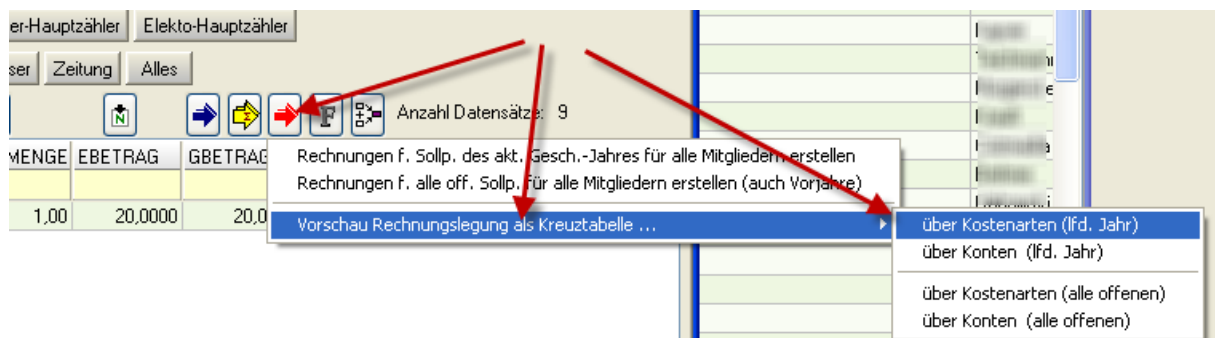 er-Hauptzähler Elekto-Hauptzähler
ser Zeitung Alles
N Σ F Anzahl Datensätze: 9
MENGE EBETRAG GBETRAG
Rechnungen f. Sollp. des akt. Gesch.-Jahres für alle Mitgliedern erstellen
Rechnungen f. alle off. Sollp. für alle Mitgliedern erstellen (auch Vorjahre)
1,00 20,0000 20,0
Vorschau Rechnungslegung als Kreuztabelle ...
über Kostenarten (lfd. Jahr)
über Konten (lfd. Jahr)
über Kostenarten (alle offenen)
über Konten (alle offenen)